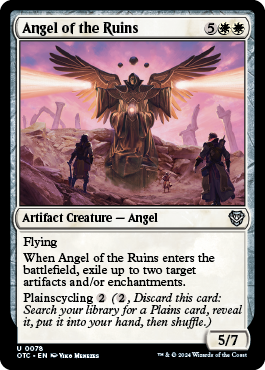 Angel of the Ruins 5
Artifact Creature — Angel
Flying
When Angel of the Ruins enters the
battlefield, exile up to two target
artifacts and/or enchantments.
Plainscycling 2 (2, Discard this card:
Search your library for a Plains card, reveal
it, put it into your hand, then shuffle.)
5/7
U 0078
OTC • EN Viko Menezes
™ & © 2024 Wizards of the Coast